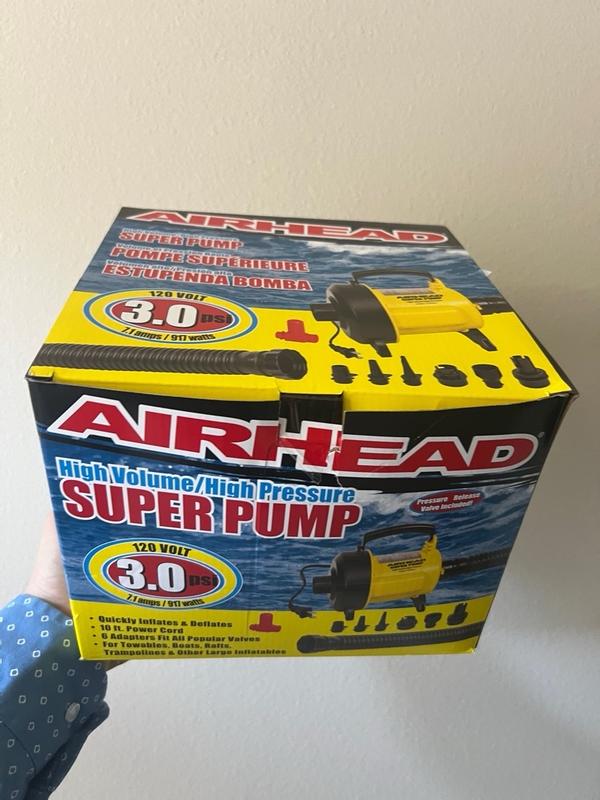 AIRHEAD
SUPER PUMP
POMPE SUPÉRIEURE
ESTUPENDA BOMBA
120 VOLT
3.0 psi
7.1 amps / 917 watts
AIRHEAD
AIRHEAD®
High Volume/High Pressure
SUPER PUMP
Pressure Release
Valve Included!
120 VOLT
3.0 psi
7.1 amps / 917 watts
AIRHEAD
• Quickly Inflates & Deflates
• 10 ft. Power Cord
• 6 Adapters Fit All Popular Valves
• For Towables, Boats, Rafts,
Trampolines & Other Large Inflatables